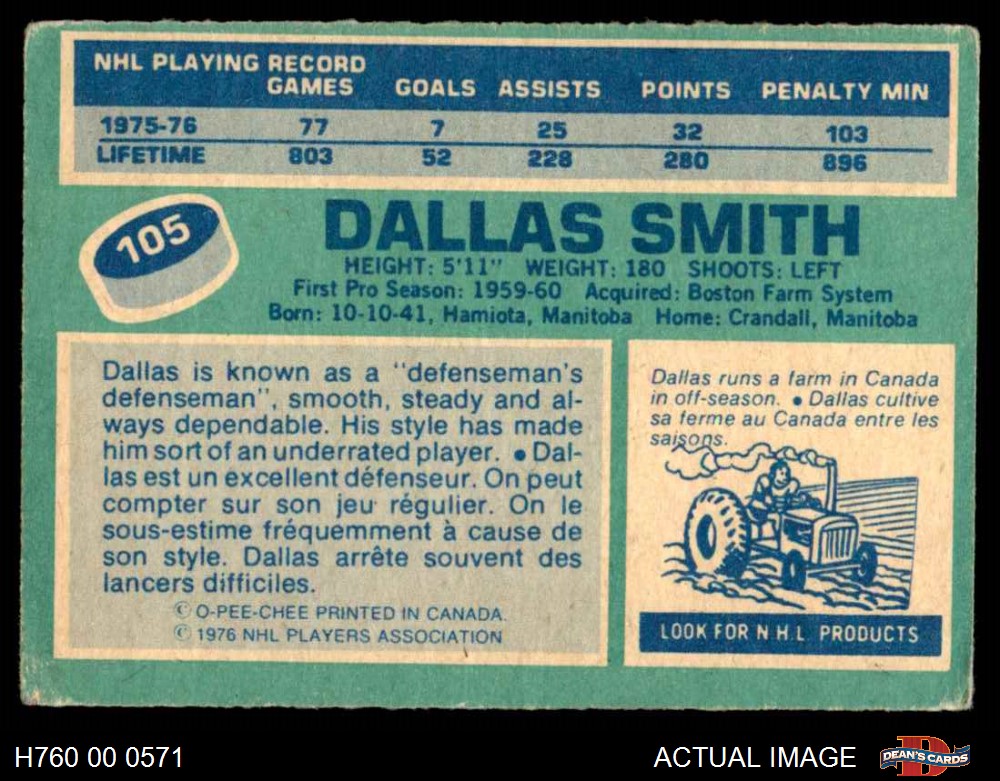 NHL PLAYING RECORD
GAMES GOALS ASSISTS POINTS PENALTY MIN
1975-76 77 7 25 32 103
LIFETIME 803 52 228 280 896
105
DALLAS SMITH
HEIGHT: 5'11" WEIGHT: 180 SHOOTS: LEFT
First Pro Season: 1959-60 Acquired: Boston Farm System
Born: 10-10-41, Hamiota, Manitoba Home: Crandall, Manitoba
Dallas is known as a "defenseman's
defenseman", smooth, steady and al-
ways dependable. His style has made
him sort of an underrated player. • Dal-
las est un excellent défenseur. On peut
compter sur son jeu régulier. On le
sous-estime fréquemment à cause de
son style. Dallas arrête souvent des
lancers difficiles.
© O-PEE-CHEE PRINTED IN CANADA.
© 1976 NHL PLAYERS ASSOCIATION
Dallas runs a farm in Canada
in off-season. • Dallas cultive
sa ferme au Canada entre les
saisons.
LOOK FOR N H L PRODUCTS
H760 00 0571
ACTUAL IMAGE
D
DEAN'S CARDS